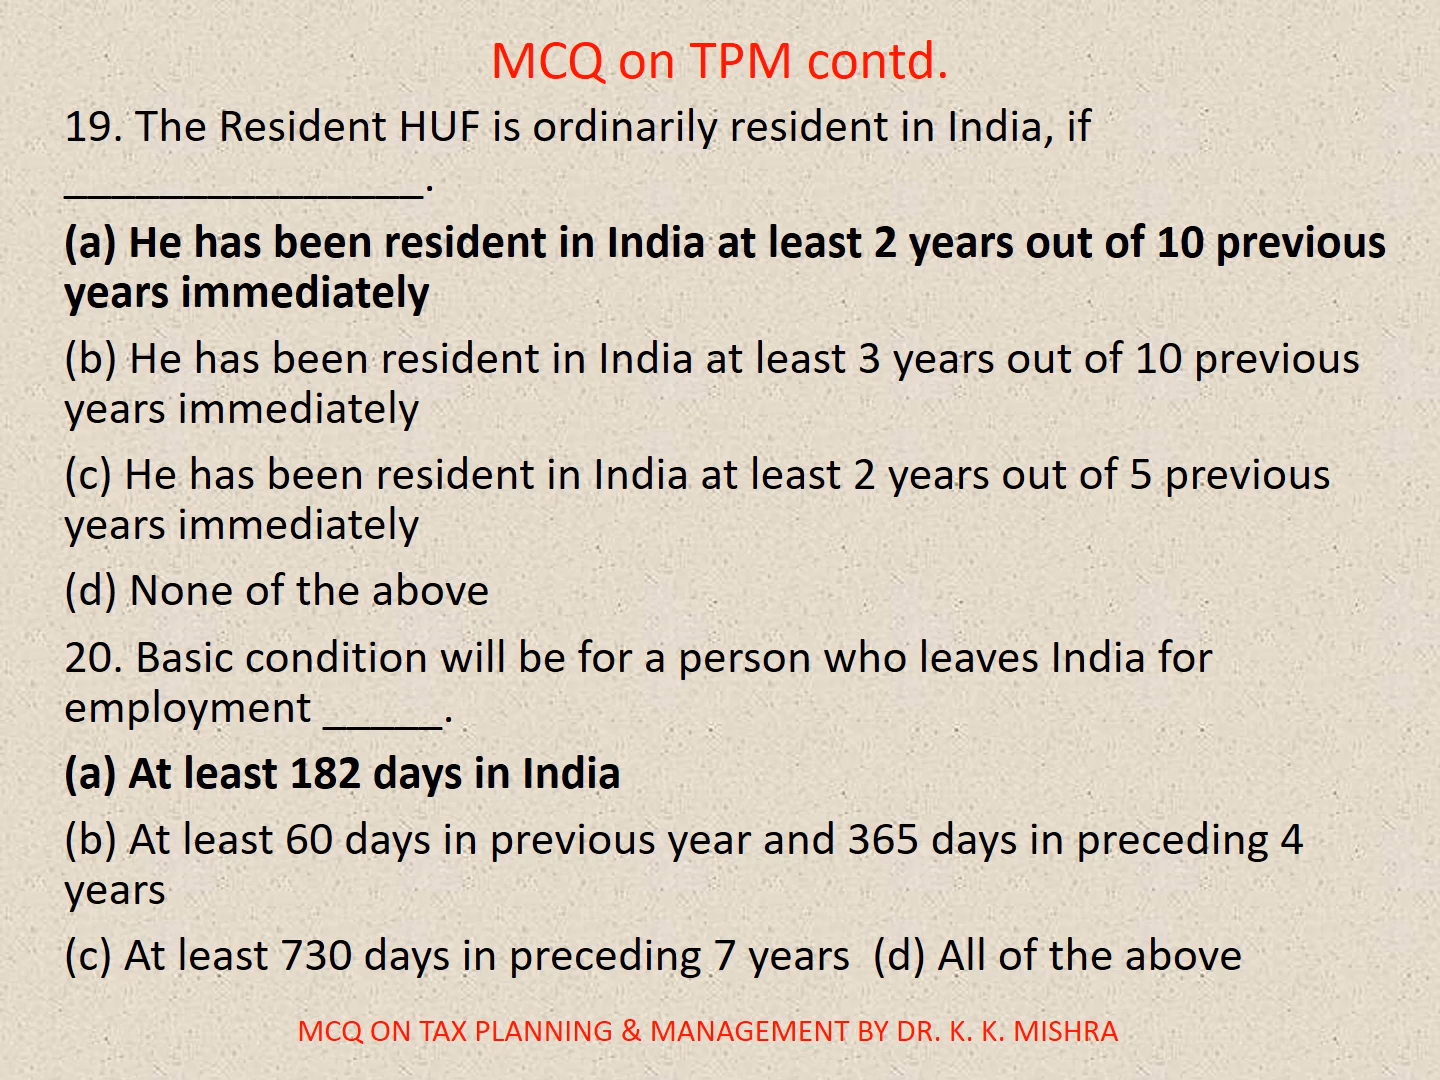 MCQ on TPM contd.
19. The Resident HUF is ordinarily resident in India, if
_______________.
(a) He has been resident in India at least 2 years out of 10 previous
years immediately
(b) He has been resident in India at least 3 years out of 10 previous
years immediately
(c) He has been resident in India at least 2 years out of 5 previous
years immediately
(d) None of the above
20. Basic condition will be for a person who leaves India for
employment _____.
(a) At least 182 days in India
(b) At least 60 days in previous year and 365 days in preceding 4
years
(c) At least 730 days in preceding 7 years  (d) All of the above
MCQ ON TAX PLANNING & MANAGEMENT BY DR. K. K. MISHRA